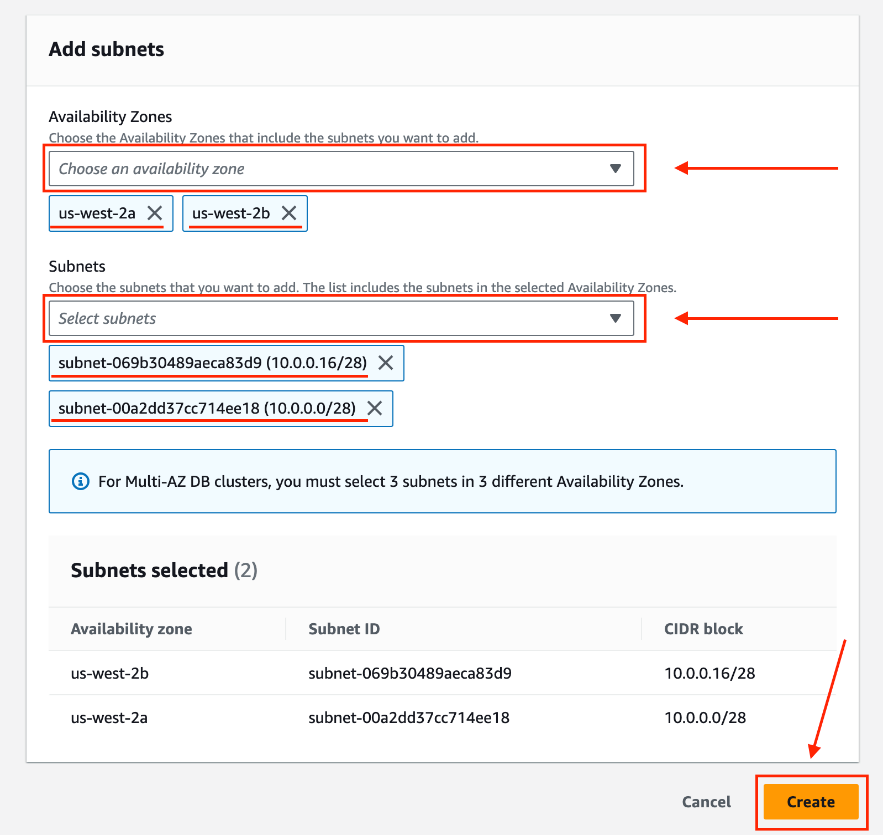 Add subnets
Availability Zones
Choose the Availability Zones that include the subnets you want to add.
Choose an availability zone
us-west-2a us-west-2b
Subnets
Choose the subnets that you want to add. The list includes the subnets in the selected Availability Zones.
Select subnets
subnet-069b30489aeca83d9 (10.0.0.16/28)
subnet-00a2dd37cc714ee18 (10.0.0.0/28)
For Multi-AZ DB clusters, you must select 3 subnets in 3 different Availability Zones.
Subnets selected (2)
Availability zone Subnet ID CIDR block
us-west-2b subnet-069b30489aeca83d9 10.0.0.16/28
us-west-2a subnet-00a2dd37cc714ee18 10.0.0.0/28
Cancel Create